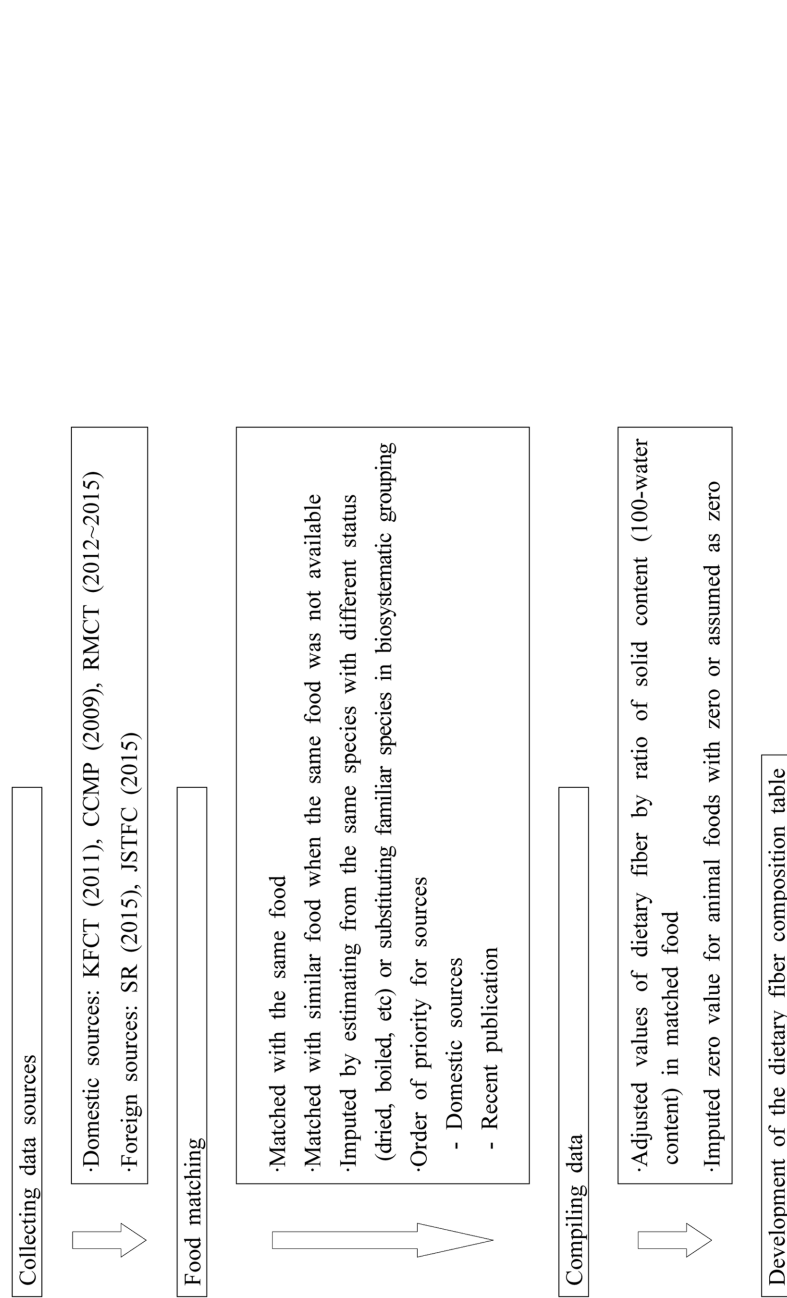 Collecting data sources
·Domestic sources: KFCT (2011), CCMP (2009), RMCT (2012~2015)
·Foreign sources: SR (2015), JSTFC (2015)
Food matching
·Matched with the same food
·Matched with similar food when the same food was not available
·Imputed by estimating from the same species with different status
(dried, boiled, etc) or substituting familiar species in biosystematic grouping
·Order of priority for sources
- Domestic sources
- Recent publication
Compiling data
·Adjusted values of dietary fiber by ratio of solid content (100-water
content) in matched food
·Imputed zero value for animal foods with zero or assumed as zero
Development of the dietary fiber composition table